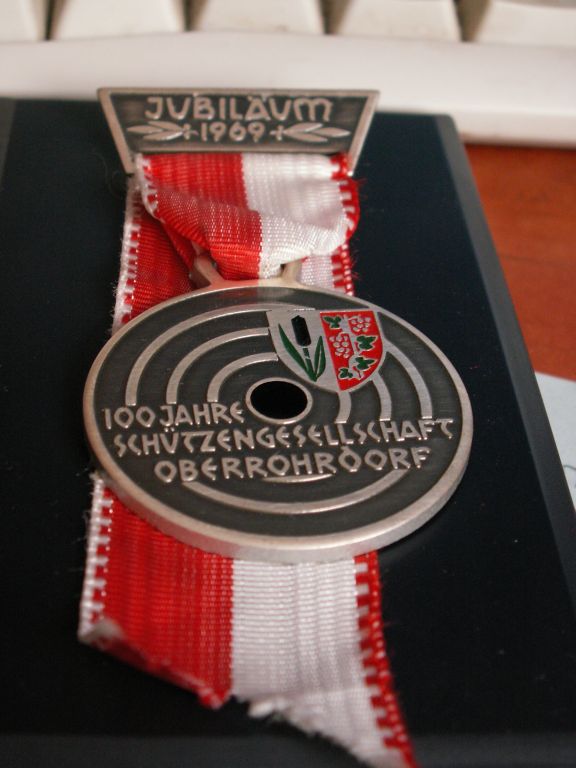 JUBILÄUM
1969
100 JAHRE
SCHÜTZENGESELLSCHAFT
OBERROHRDORF